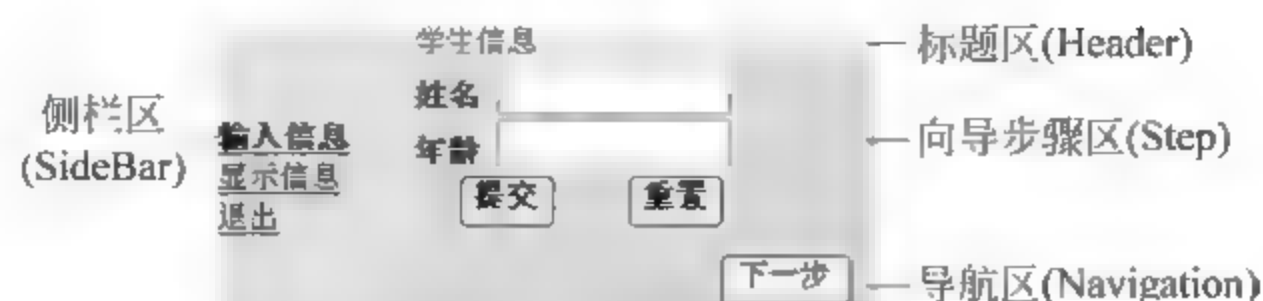 学生信息
标题区(Header)
侧栏区
(SideBar)
姓名
输入信息
年龄
向导步骤区(Step)
显示信息
提交
重置
退出
下一步
导航区(Navigation)